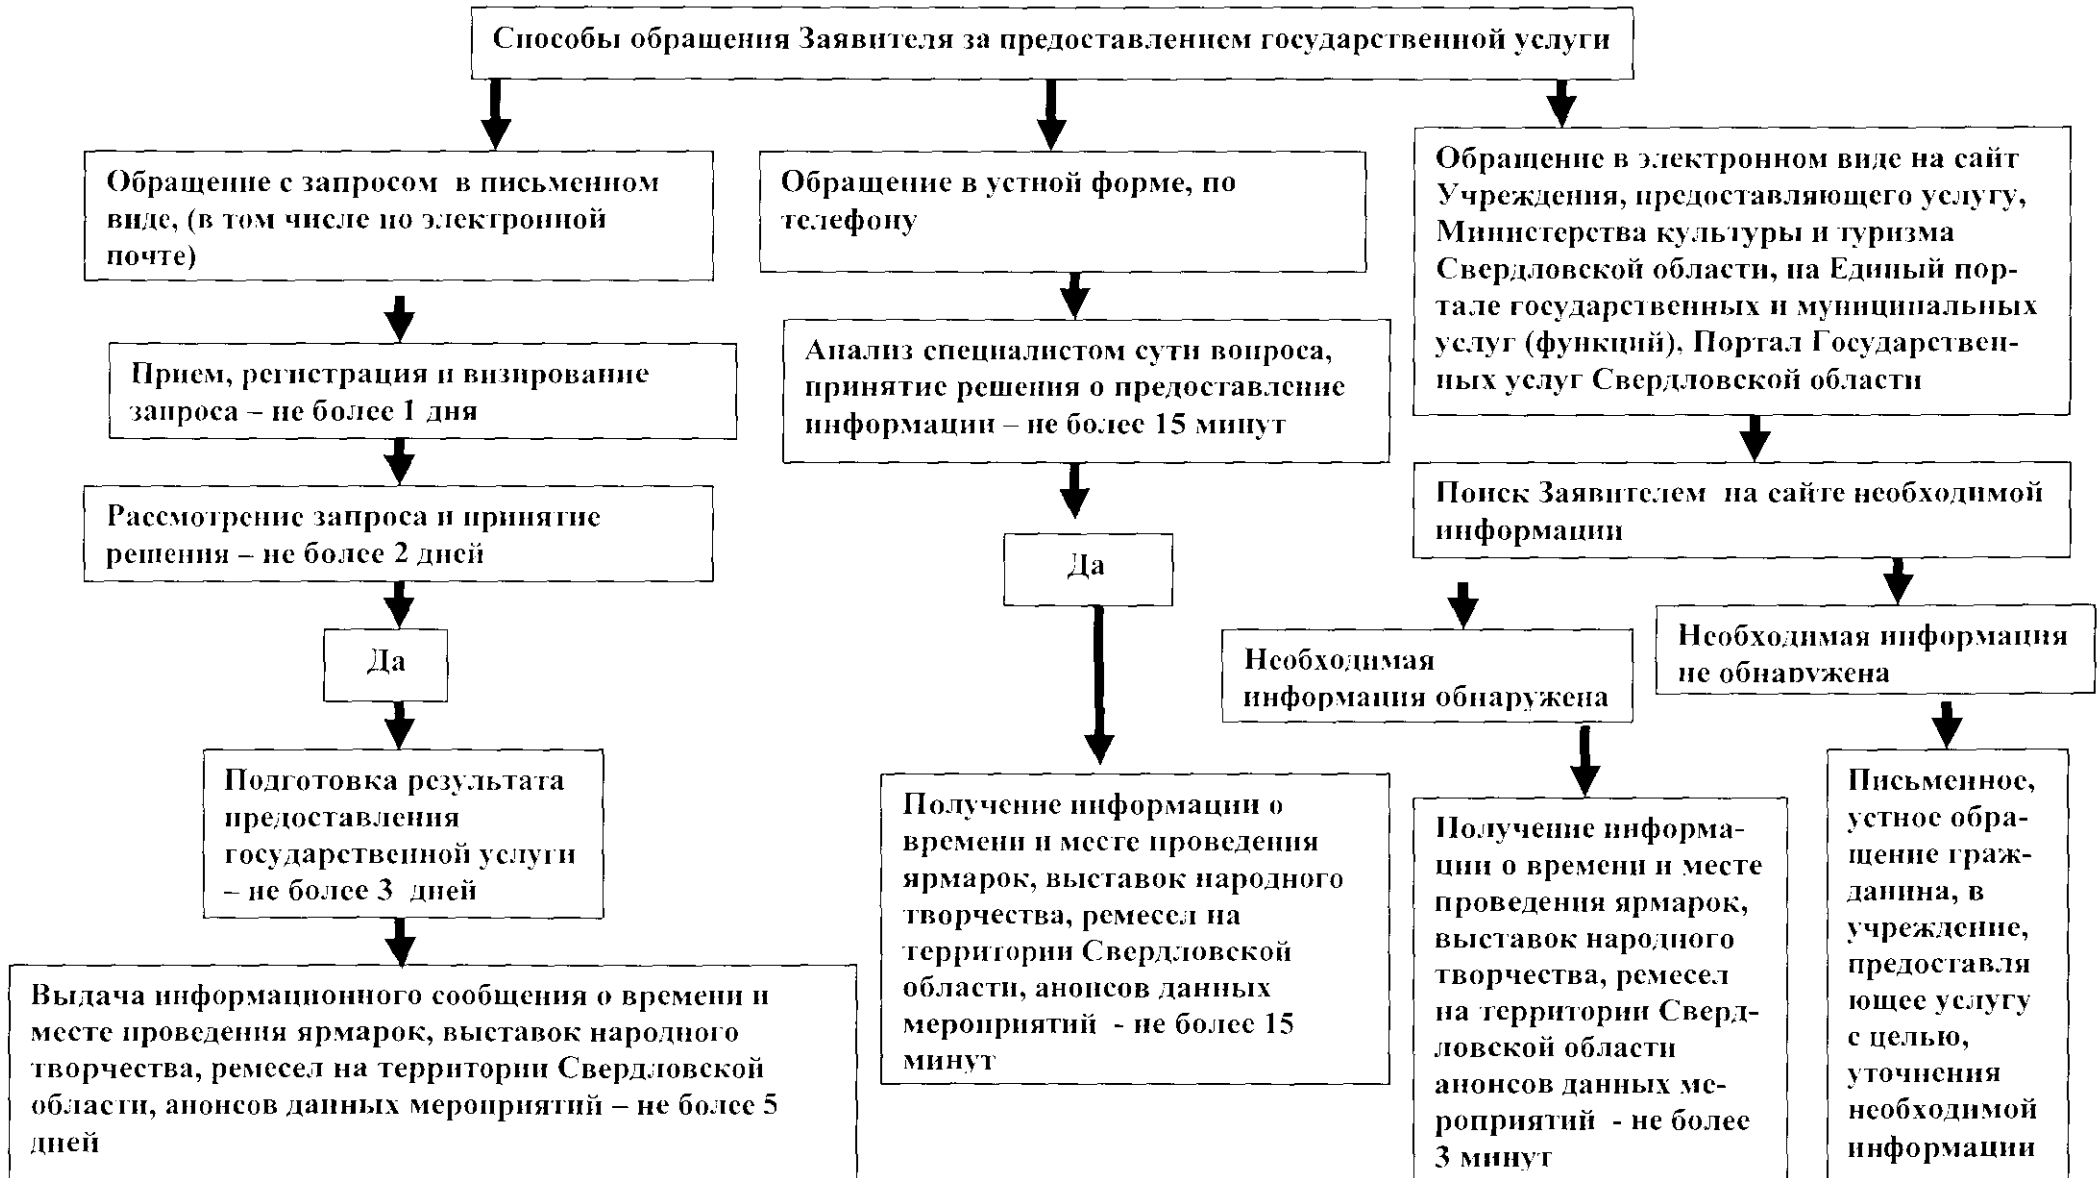 Способы обращения Заявителя за предоставлением государственной услуги
Обращение с запросом в письменном
виде, (в том числе по электронной
почте)
Прием, регистрация и визирование
запроса – не более 1 дня
Рассмотрение запроса и принятие
решения – не более 2 дней
Да
Подготовка результата
предоставления
государственной услуги
– не более 3 дней
Выдача информационного сообщения о времени и
месте проведения ярмарок, выставок народного
творчества, ремесел на территории Свердловской
области, анонсов данных мероприятий – не более 5
дней
Обращение в устной форме, по
телефону
Анализ специалистом сути вопроса,
принятие решения о предоставление
информации – не более 15 минут
Да
Получение информации о
времени и месте проведения
ярмарок, выставок народного
творчества, ремесел на
территории Свердловской
области, анонсов данных
мероприятий - не более 15
минут
Обращение в электронном виде на сайт
Учреждения, предоставляющего услугу,
Министерства культуры и туризма
Свердловской области, на Единый пор-
тале государственных и муниципальных
услуг (функций), Портал Государствен-
ных услуг Свердловской области
Поиск Заявителем на сайте необходимой
информации
Необходимая
информация обнаружена
Получение информа-
ции о времени и месте
проведения ярмарок,
выставок народного
творчества, ремесел
на территории Сверд-
ловской области
анонсов данных ме-
роприятий - не более
3 минут
Необходимая информация
не обнаружена
Письменное,
устное обра-
щение граж-
данина, в
учреждение,
предоставля
ющее услугу
с целью,
уточнения
необходимой
информации